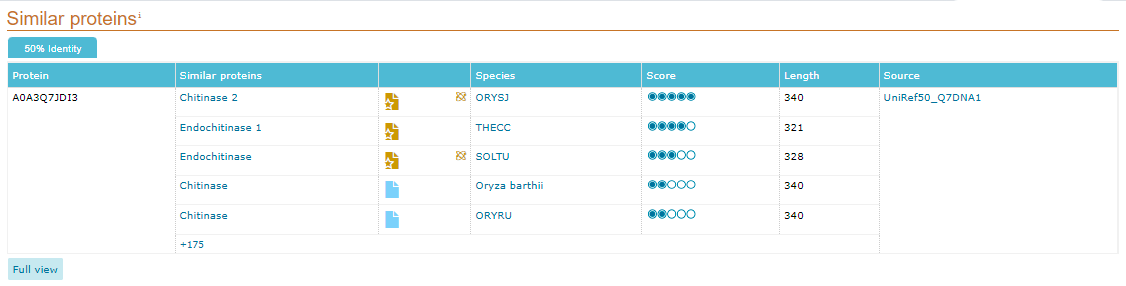 Similar proteins i
50% Identity
Protein Similar proteins Species Score Length Source
A0A3Q7JDI3 Chitinase 2 ORYSJ 340 UniRef50_Q7DNA1
Endochitinase 1 THECC 321
Endochitinase SOLTU 328
Chitinase Oryza barthii 340
Chitinase ORYRU 340
+175
Full view